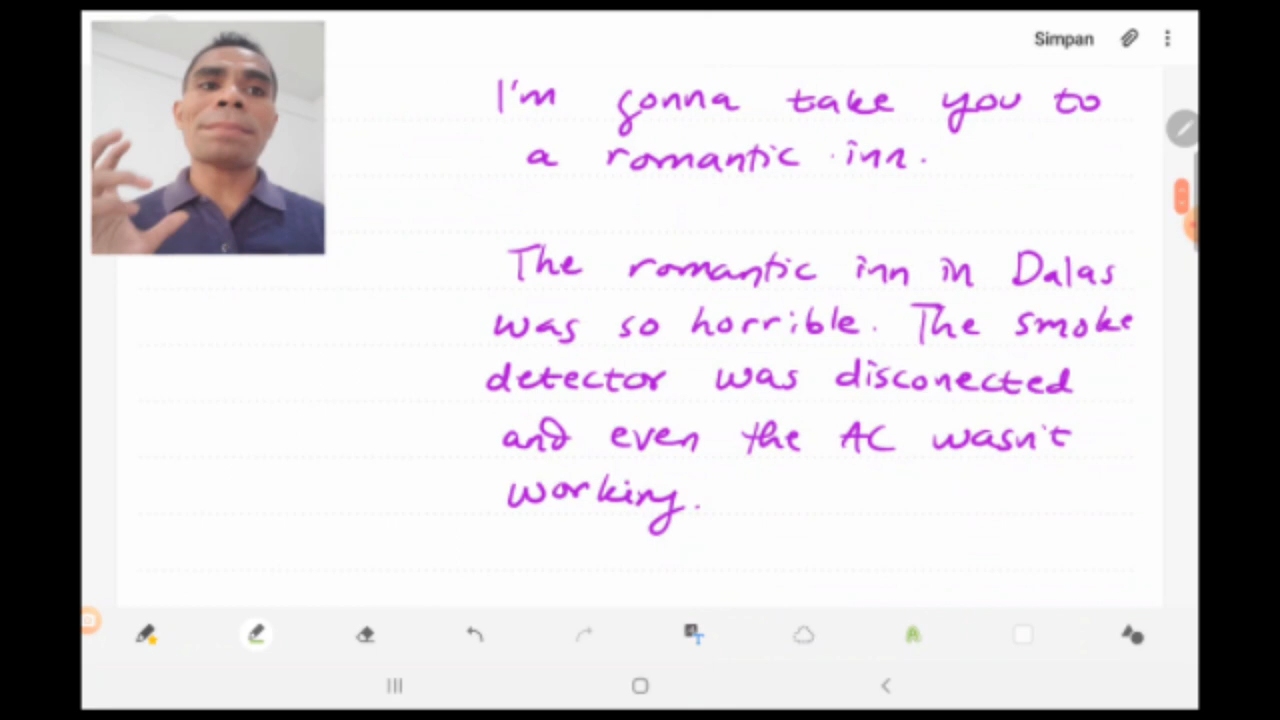 Simpan
I'm gonna take you to
a romantic inn.
The romantic inn in Dalas
was so horrible. The smoke
detector was disconected
and even the AC wasn't
working.